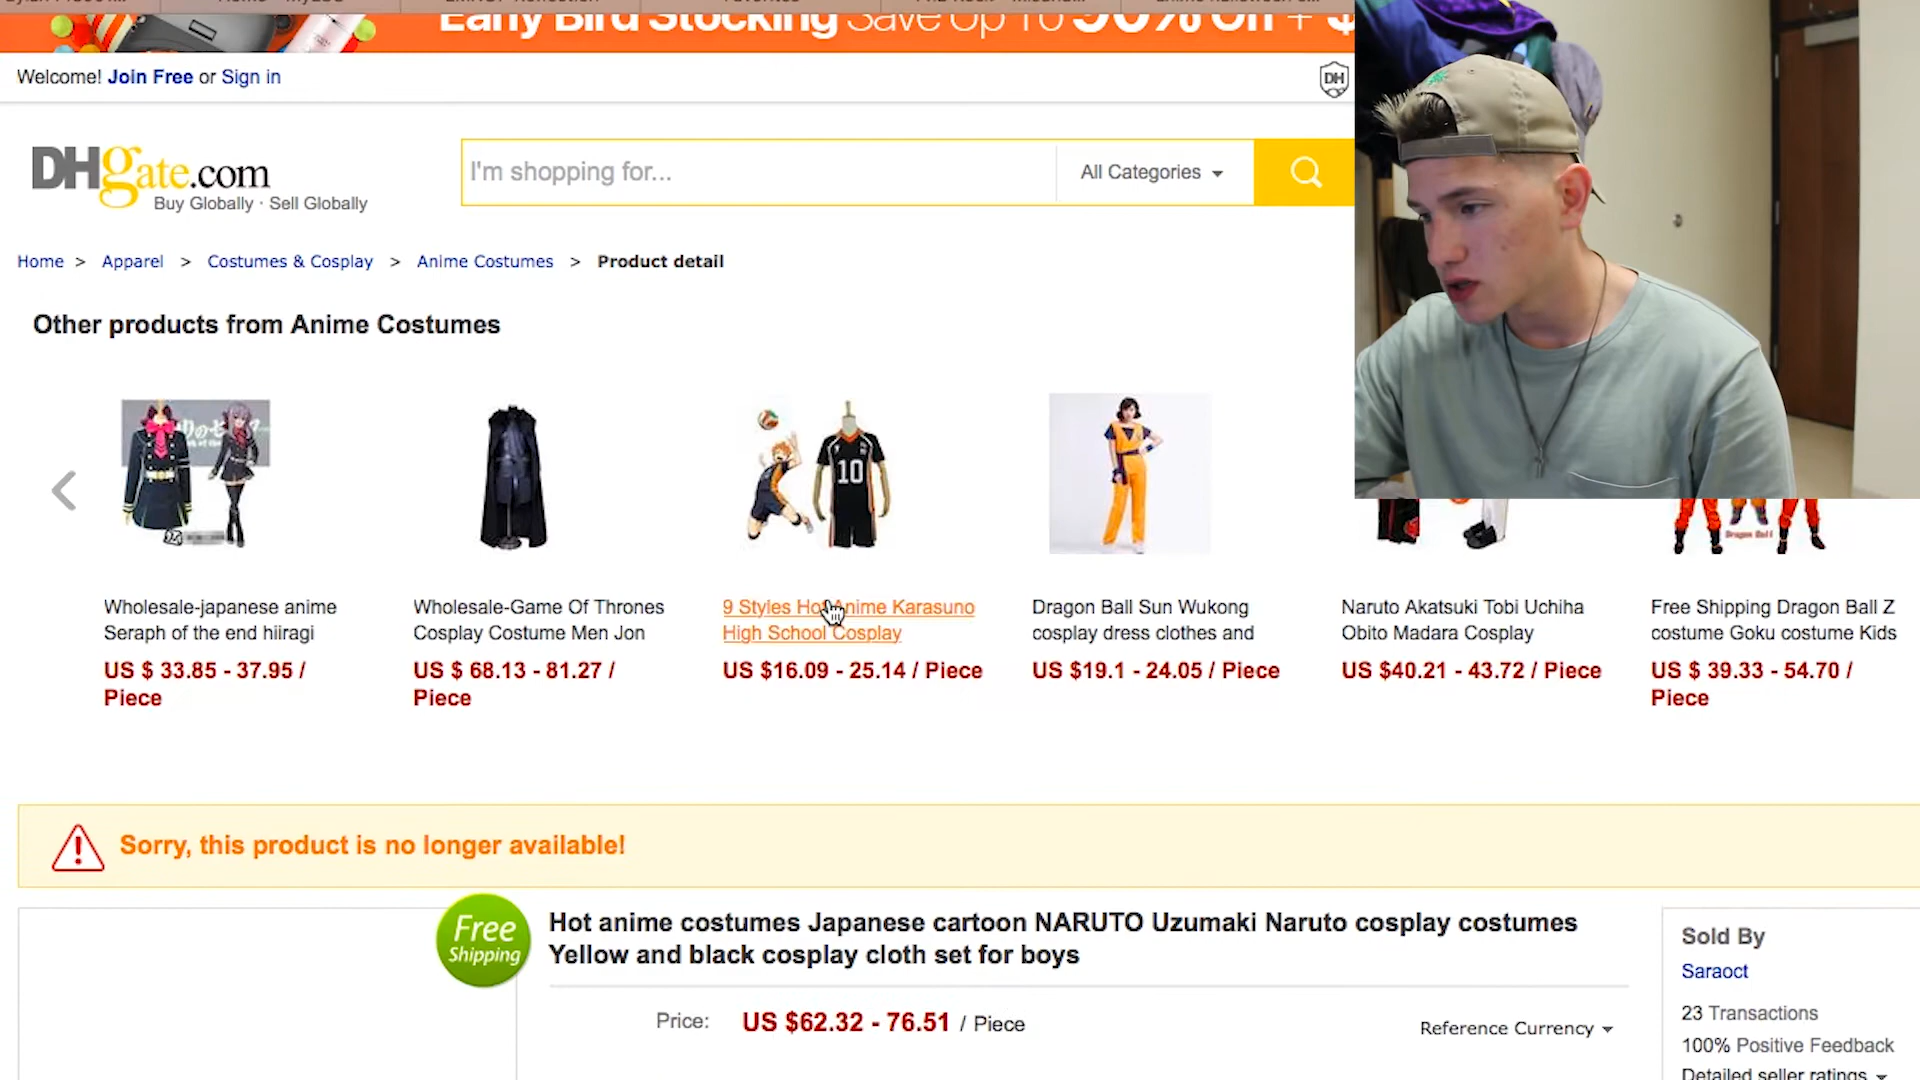 Early Bird Stocking Save Up To 90% Off + $
Welcome! Join Free or Sign in
DH
DHgate.com
Buy Globally · Sell Globally
I'm shopping for...
All Categories
Home > Apparel > Costumes & Cosplay > Anime Costumes > Product detail
Other products from Anime Costumes
10
Wholesale-japanese anime
Seraph of the end hiiragi
US $ 33.85 - 37.95 /
Piece
Wholesale-Game Of Thrones
Cosplay Costume Men Jon
US $ 68.13 - 81.27 /
Piece
9 Styles Hot Anime Karasuno
High School Cosplay
US $16.09 - 25.14 / Piece
Dragon Ball Sun Wukong
cosplay dress clothes and
US $19.1 - 24.05 / Piece
Naruto Akatsuki Tobi Uchiha
Obito Madara Cosplay
US $40.21 - 43.72 / Piece
Dragon Ball
Free Shipping Dragon Ball Z
costume Goku costume Kids
US $ 39.33 - 54.70 /
Piece
Sorry, this product is no longer available!
Free
Shipping
Hot anime costumes Japanese cartoon NARUTO Uzumaki Naruto cosplay costumes
Yellow and black cosplay cloth set for boys
Price: US $62.32 - 76.51 / Piece
Reference Currency
Sold By
Saraoct
23 Transactions
100% Positive Feedback
Detailed seller ratings